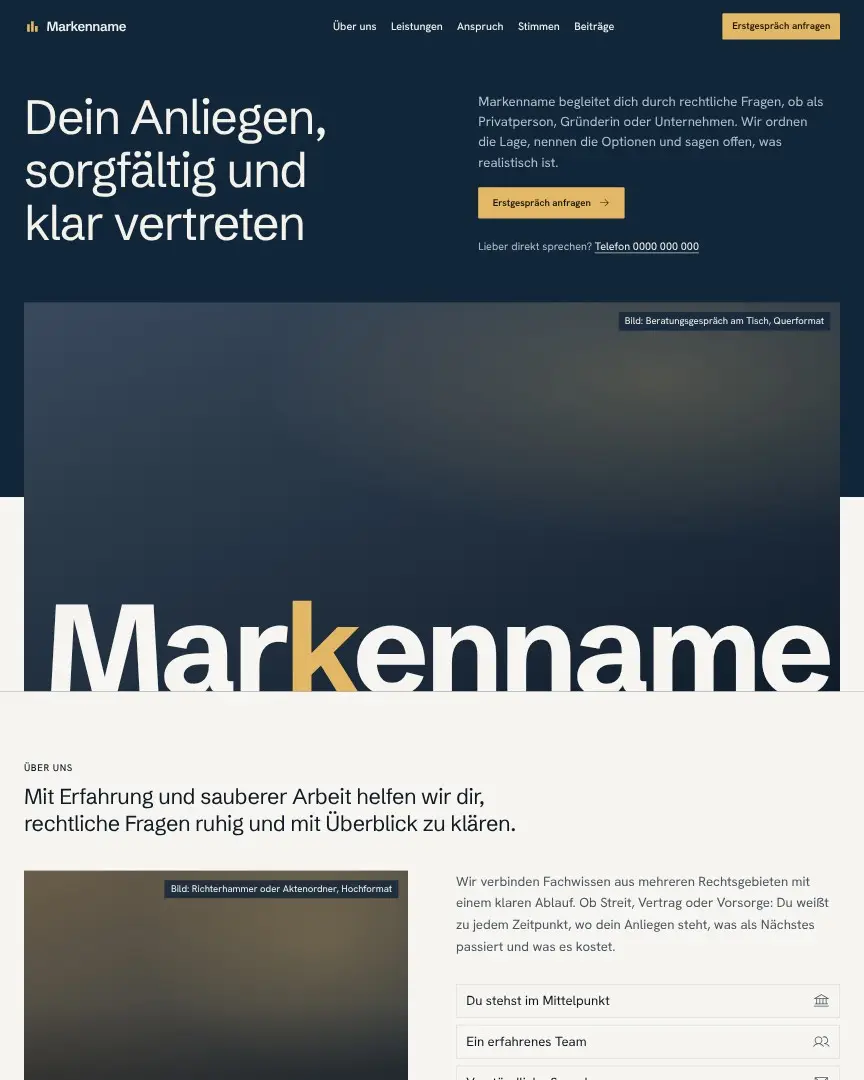 Markenname
Über uns Leistungen Anspruch Stimmen Beiträge
Erstgespräch anfragen
Dein Anliegen,
sorgfältig und
klar vertreten
Markenname begleitet dich durch rechtliche Fragen, ob als
Privatperson, Gründerin oder Unternehmen. Wir ordnen
die Lage, nennen die Optionen und sagen offen, was
realistisch ist.
Erstgespräch anfragen
Lieber direkt sprechen? Telefon 0000 000 000
Bild: Beratungsgespräch am Tisch, Querformat
Markenname
ÜBER UNS
Mit Erfahrung und sauberer Arbeit helfen wir dir,
rechtliche Fragen ruhig und mit Überblick zu klären.
Bild: Richterhammer oder Aktenordner, Hochformat
Wir verbinden Fachwissen aus mehreren Rechtsgebieten mit
einem klaren Ablauf. Ob Streit, Vertrag oder Vorsorge: Du weißt
zu jedem Zeitpunkt, wo dein Anliegen steht, was als Nächstes
passiert und was es kostet.
Du stehst im Mittelpunkt
Ein erfahrenes Team